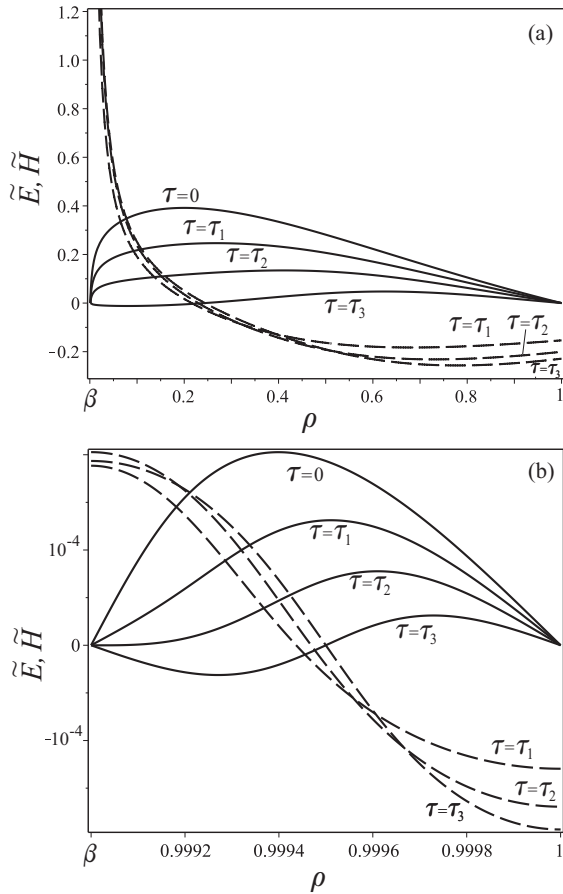 (a)
1.2
1.0
0.8
0.6
0.4
0.2
0
-0.2
Ẽ, H̃
τ=0
τ=τ₁
τ=τ₂
τ=τ₃
τ=τ₁
τ=τ₂
τ=τ₃
β 0.2 0.4 0.6 0.8 1
ρ
(b)
10⁻⁴
0
-10⁻⁴
Ẽ, H̃
τ=0
τ=τ₁
τ=τ₂
τ=τ₃
τ=τ₁
τ=τ₂
τ=τ₃
β 0.9992 0.9994 0.9996 0.9998 1
ρ